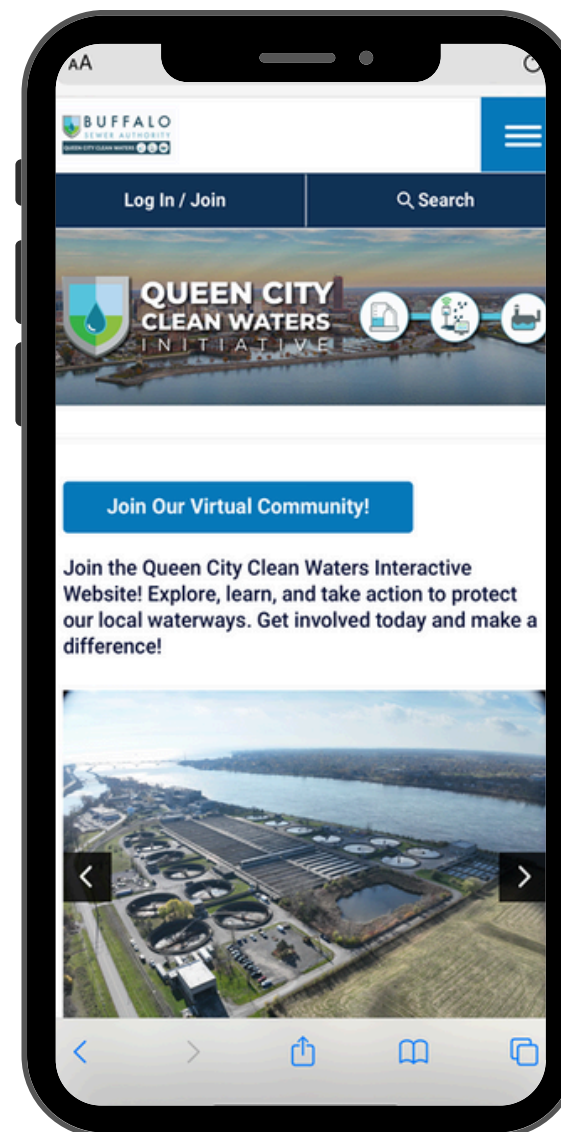 AA
BUFFALO
SEWER AUTHORITY
QUEEN CITY CLEAN WATERS
Log In / Join
Search
QUEEN CITY
CLEAN WATERS
INITIATIVE
Join Our Virtual Community!
Join the Queen City Clean Waters Interactive
Website! Explore, learn, and take action to protect
our local waterways. Get involved today and make a
difference!